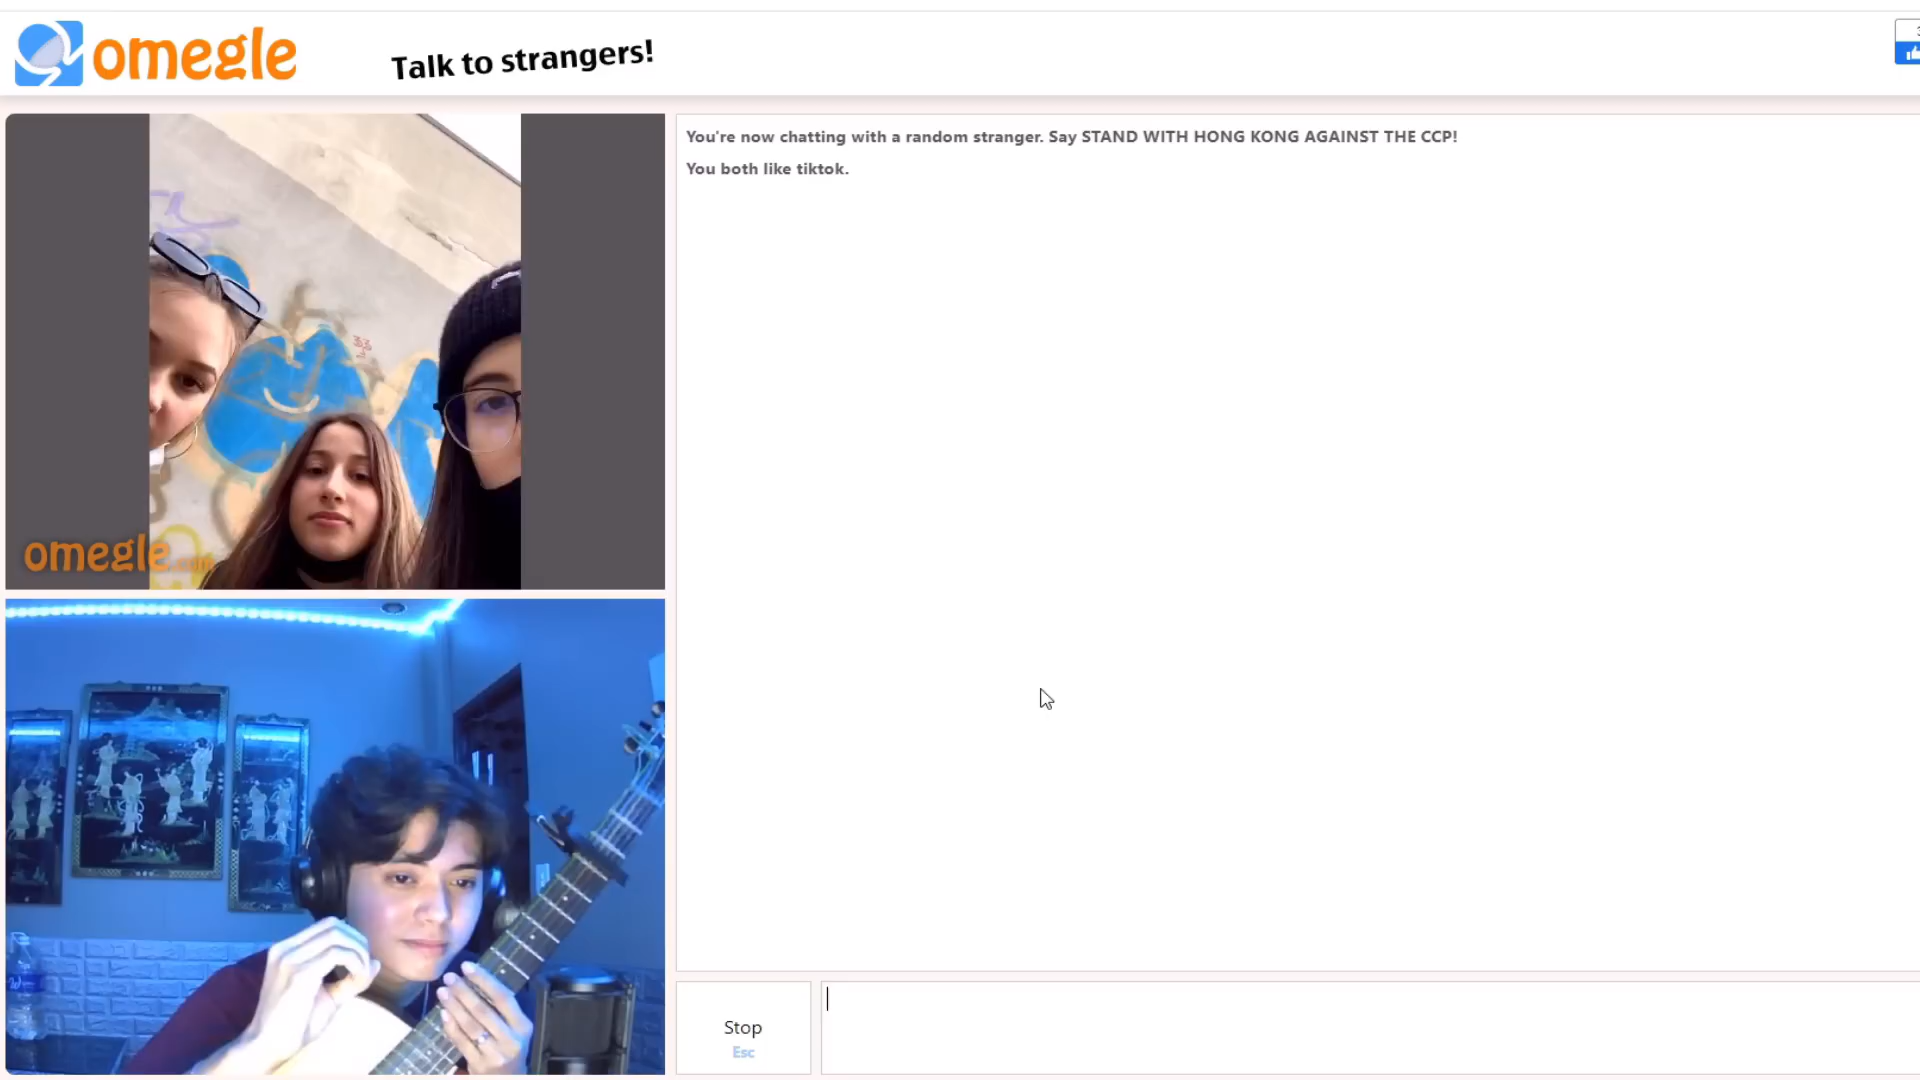 omegle
Talk to strangers!
You're now chatting with a random stranger. Say STAND WITH HONG KONG AGAINST THE CCP!
You both like tiktok.
omegle.com
Stop
Esc